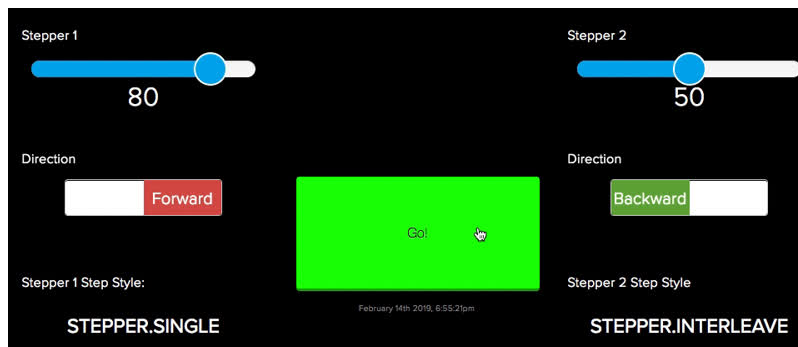 Stepper 1
80
Direction
Forward
Stepper 1 Step Style:
STEPPER.SINGLE
Go!
February 14th 2019, 6:55:21pm
Stepper 2
50
Direction
Backward
Stepper 2 Step Style
STEPPER.INTERLEAVE